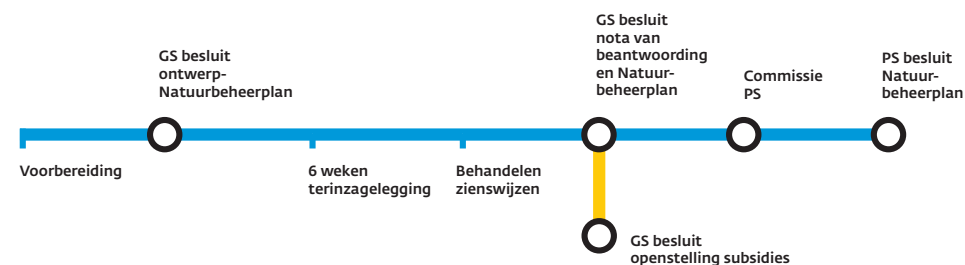 GS besluit
ontwerp-
Natuurbeheerplan
GS besluit
nota van
beantwoording
en Natuur-
beheerplan
Commissie
PS
PS besluit
Natuur-
beheerplan
Voorbereiding
6 weken
terinzagelegging
Behandelen
zienswijzen
GS besluit
openstelling subsidies